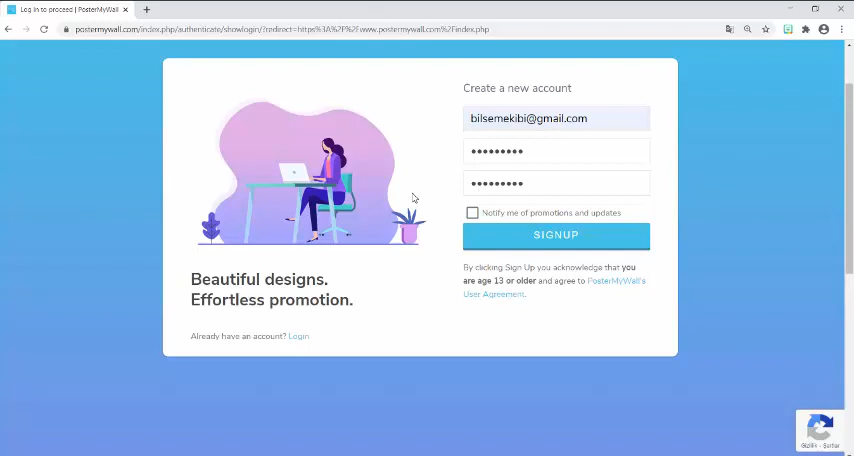 Log in to proceed | PosterMyWall
postermywall.com/index.php/authenticate/showlogin/?redirect=https%3A%2F%2Fwww.postermywall.com%2Findex.php
Create a new account
bilsemekibi@gmail.com
Notify me of promotions and updates
SIGNUP
By clicking Sign Up you acknowledge that you
are age 13 or older and agree to PosterMyWall's
User Agreement.
Beautiful designs.
Effortless promotion.
Already have an account? Login
Gizlilik - Şartlar